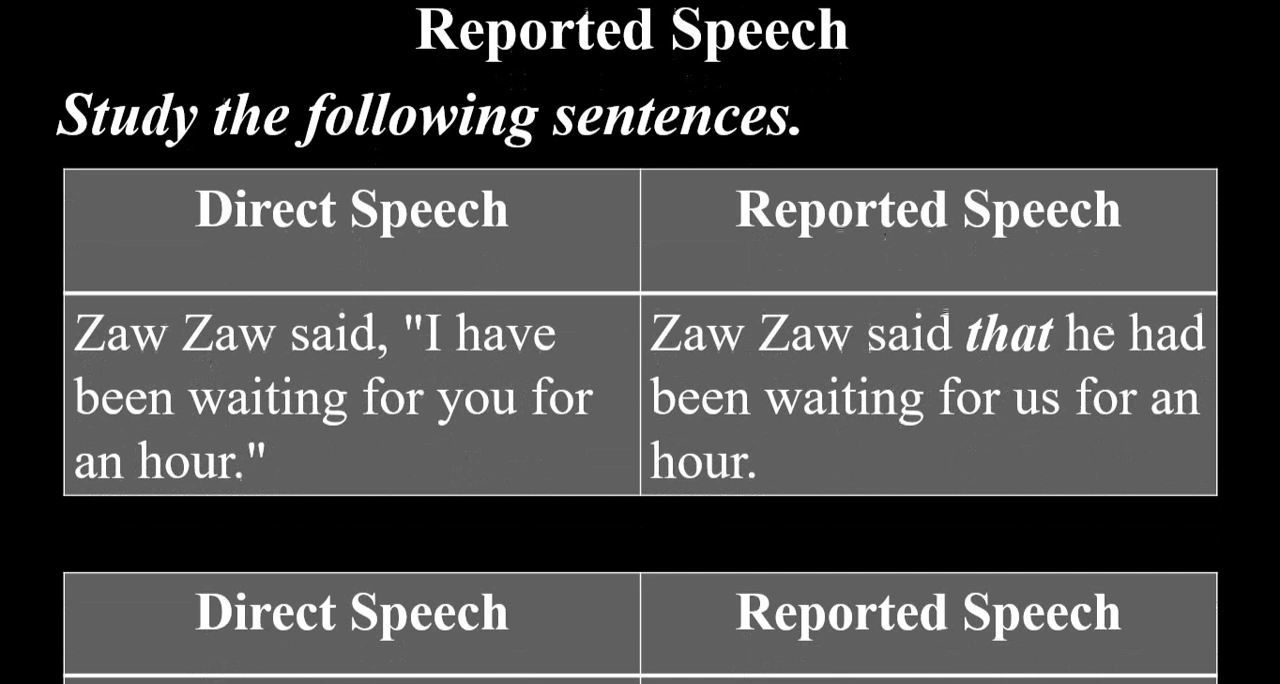 Reported Speech
Study the following sentences.
Direct Speech
Reported Speech
Zaw Zaw said, "I have
been waiting for you for
an hour."
Zaw Zaw said that he had
been waiting for us for an
hour.
Direct Speech
Reported Speech